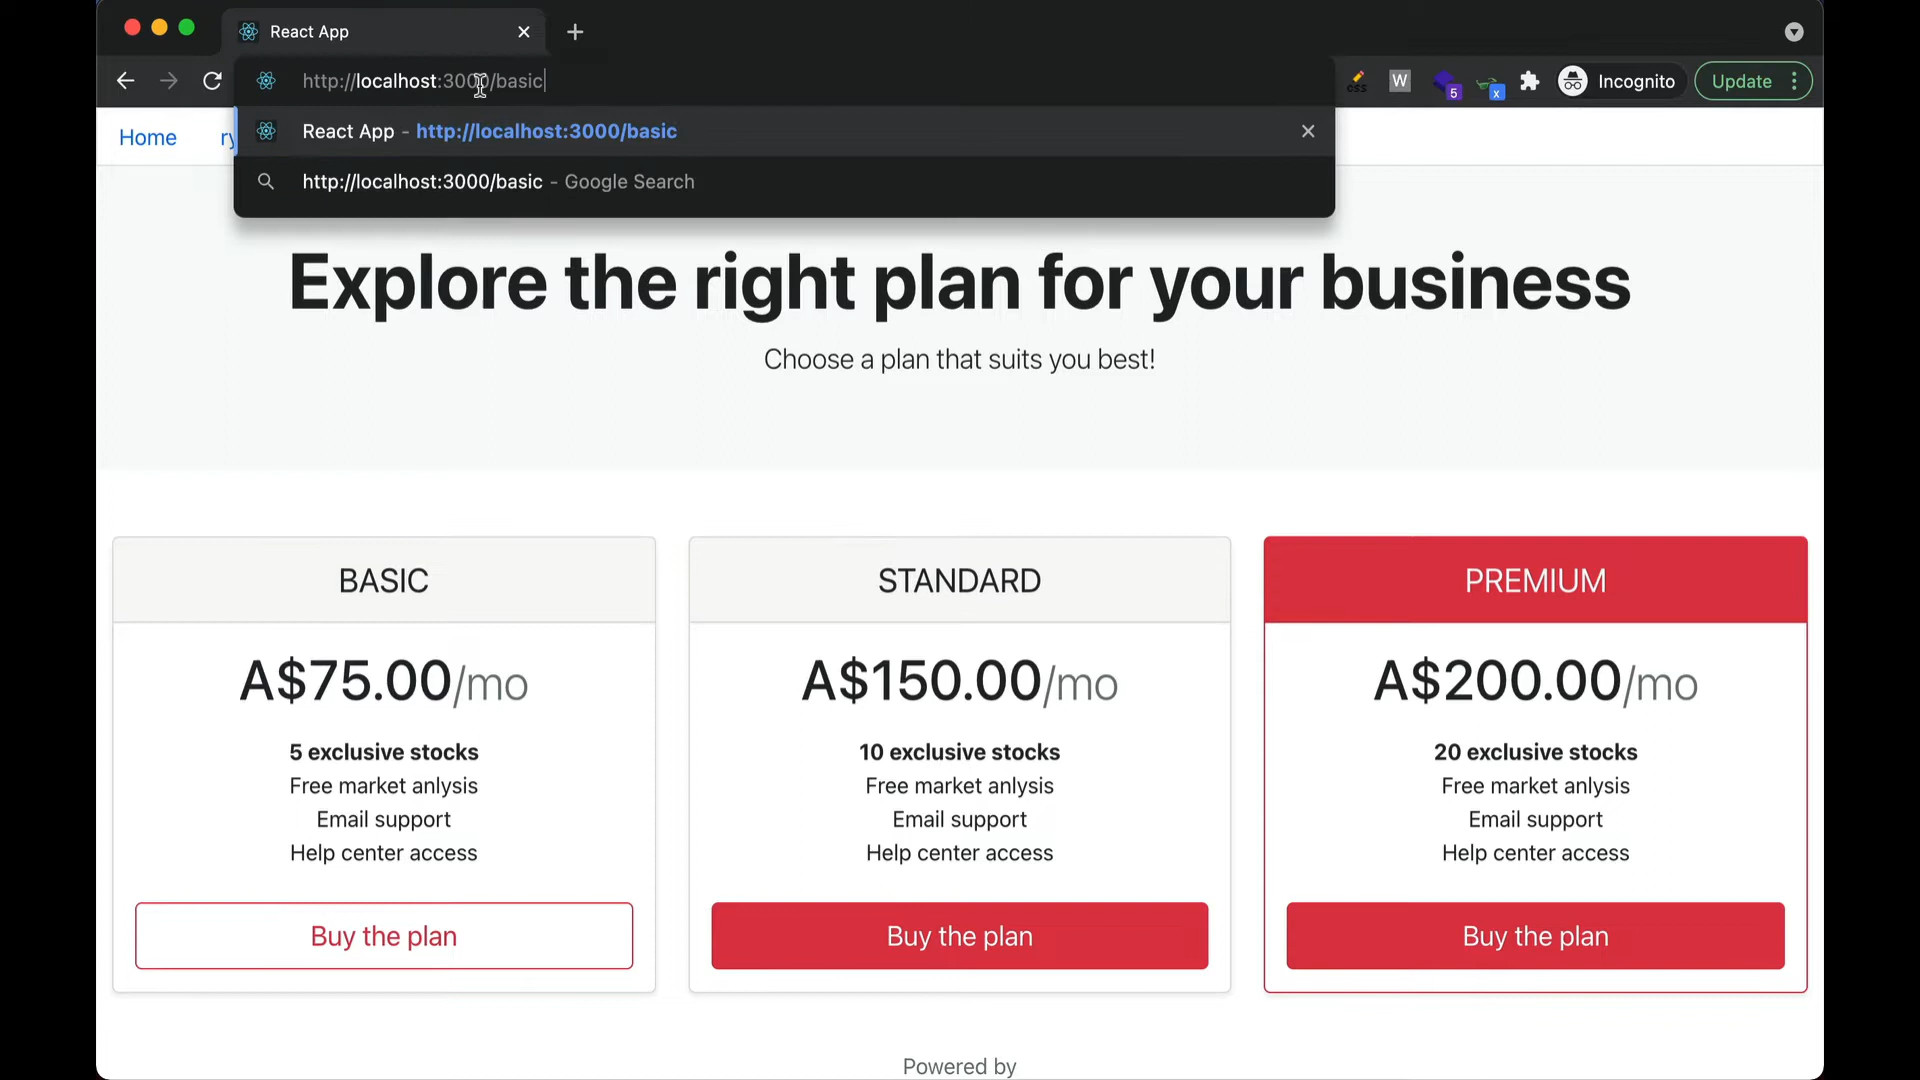 React App
http://localhost:3000/basic
css
W
5
x
Incognito
Update
React App - http://localhost:3000/basic
http://localhost:3000/basic - Google Search
Home
ry
Explore the right plan for your business
Choose a plan that suits you best!
BASIC
A$75.00/mo
5 exclusive stocks
Free market anlysis
Email support
Help center access
Buy the plan
STANDARD
A$150.00/mo
10 exclusive stocks
Free market anlysis
Email support
Help center access
Buy the plan
PREMIUM
A$200.00/mo
20 exclusive stocks
Free market anlysis
Email support
Help center access
Buy the plan
Powered by